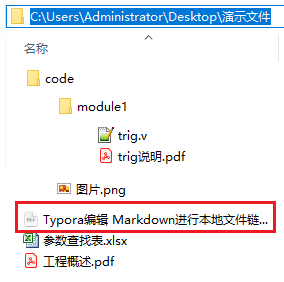 C:\Users\Administrator\Desktop\演示文件
名称
code
module1
trig.v
trig说明.pdf
图片.png
Typora编辑 Markdown进行本地文件链...
参数查找表.xlsx
工程概述.pdf